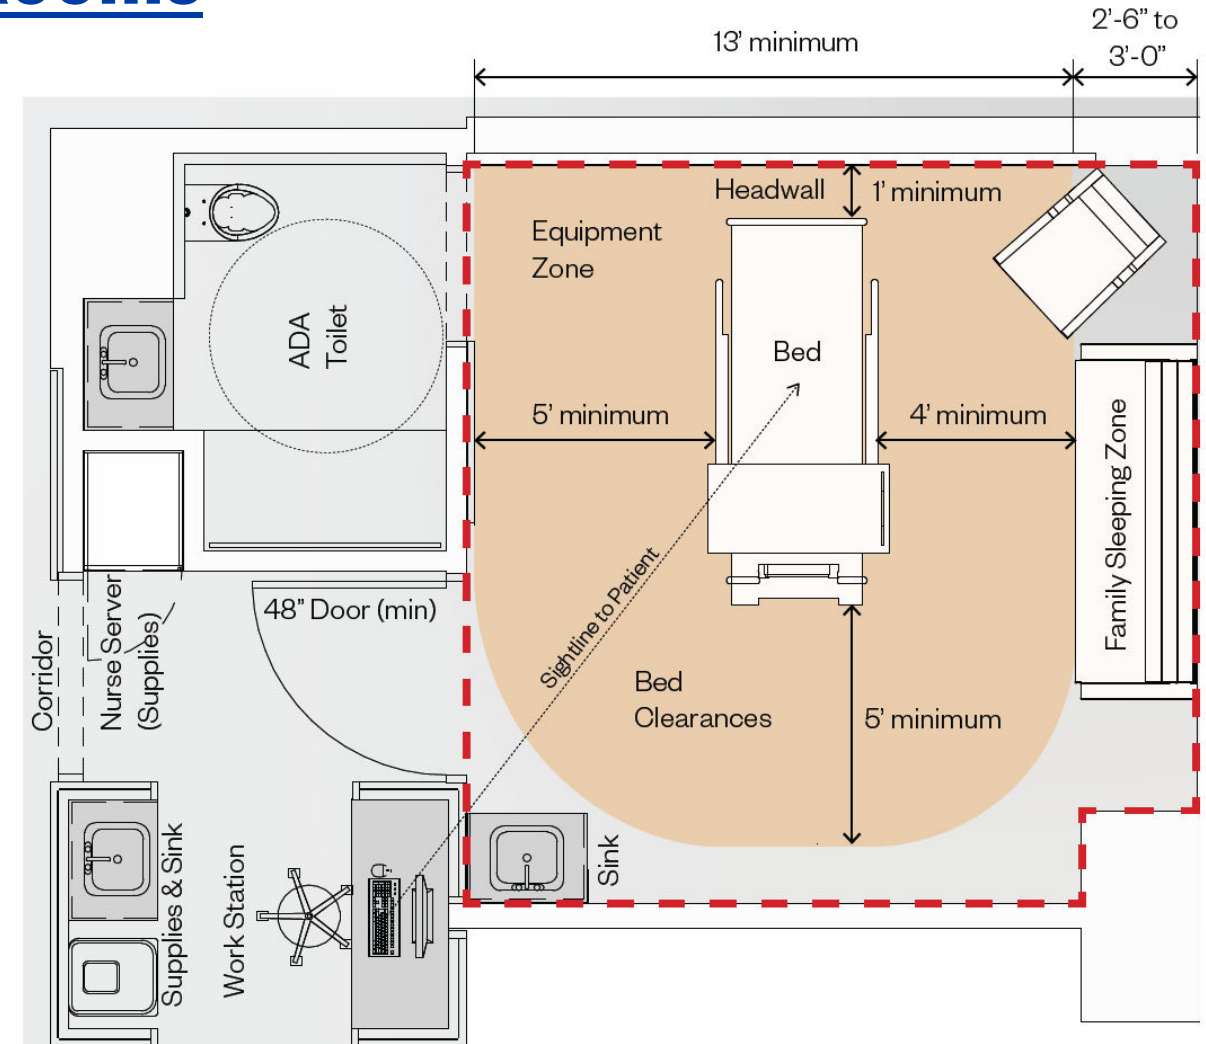 Rooms
2'-6" to
3'-0"
13' minimum
Headwall
1' minimum
Equipment
Zone
ADA
Toilet
Bed
5' minimum
4' minimum
Family Sleeping Zone
Sightline to Patient
48" Door (min)
Corridor
Nurse Server
(Supplies)
Bed
Clearances
5' minimum
Supplies & Sink
Work Station
Sink